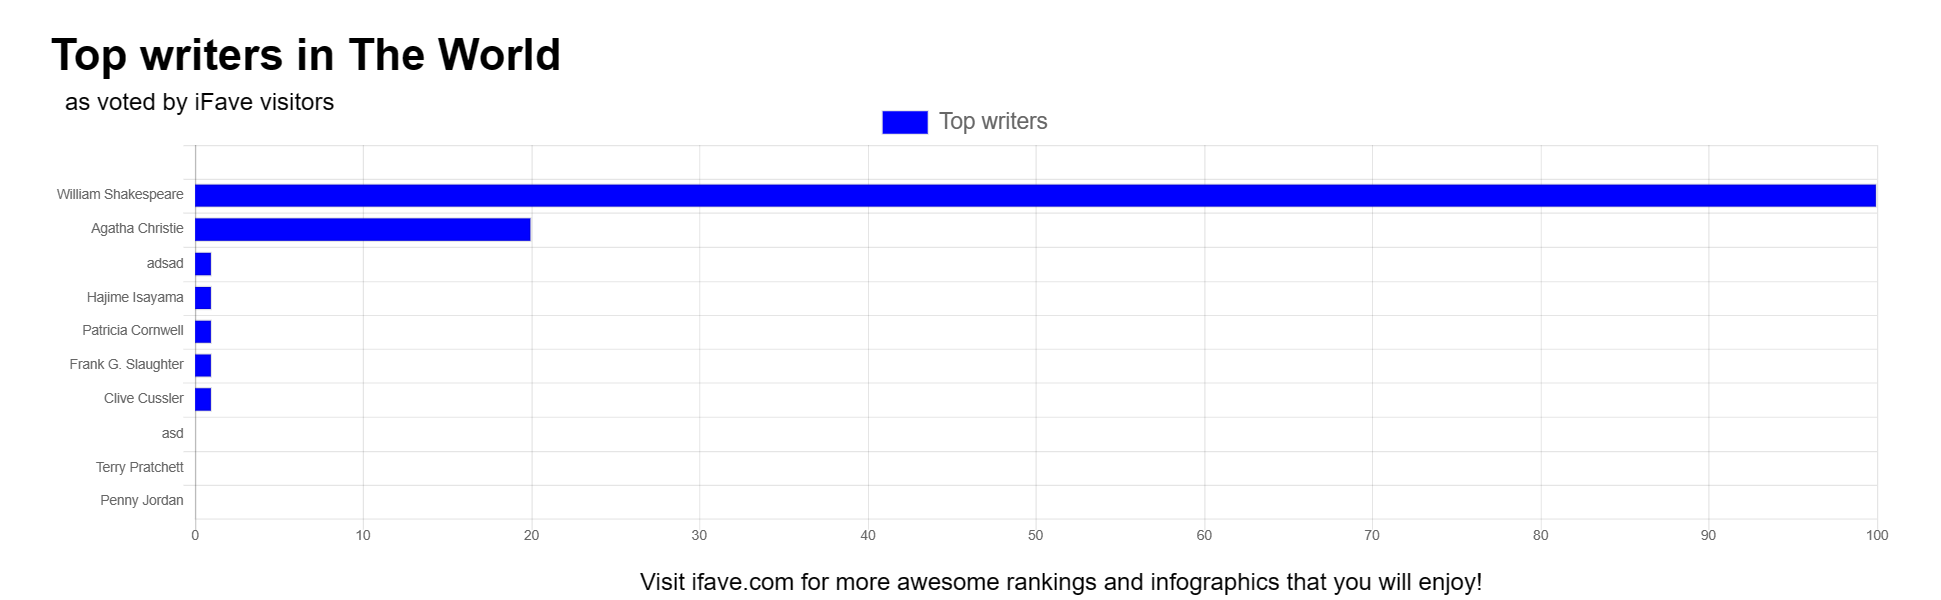 Top writers in The World
as voted by iFave visitors
Top writers
William Shakespeare
Agatha Christie
adsad
Hajime Isayama
Patricia Cornwell
Frank G. Slaughter
Clive Cussler
asd
Terry Pratchett
Penny Jordan
0 10 20 30 40 50 60 70 80 90 100
Visit ifave.com for more awesome rankings and infographics that you will enjoy!